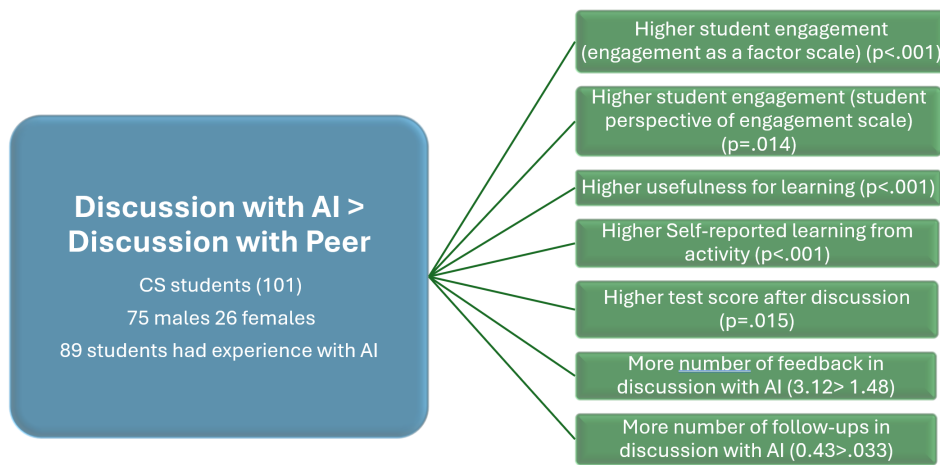 Discussion with AI >
Discussion with Peer
CS students (101)
75 males 26 females
89 students had experience with AI
Higher student engagement
(engagement as a factor scale) (p<.001)
Higher student engagement (student
perspective of engagement scale)
(p=.014)
Higher usefulness for learning (p<.001)
Higher Self-reported learning from
activity (p<.001)
Higher test score after discussion
(p=.015)
More number of feedback in
discussion with AI (3.12> 1.48)
More number of follow-ups in
discussion with AI (0.43>.033)